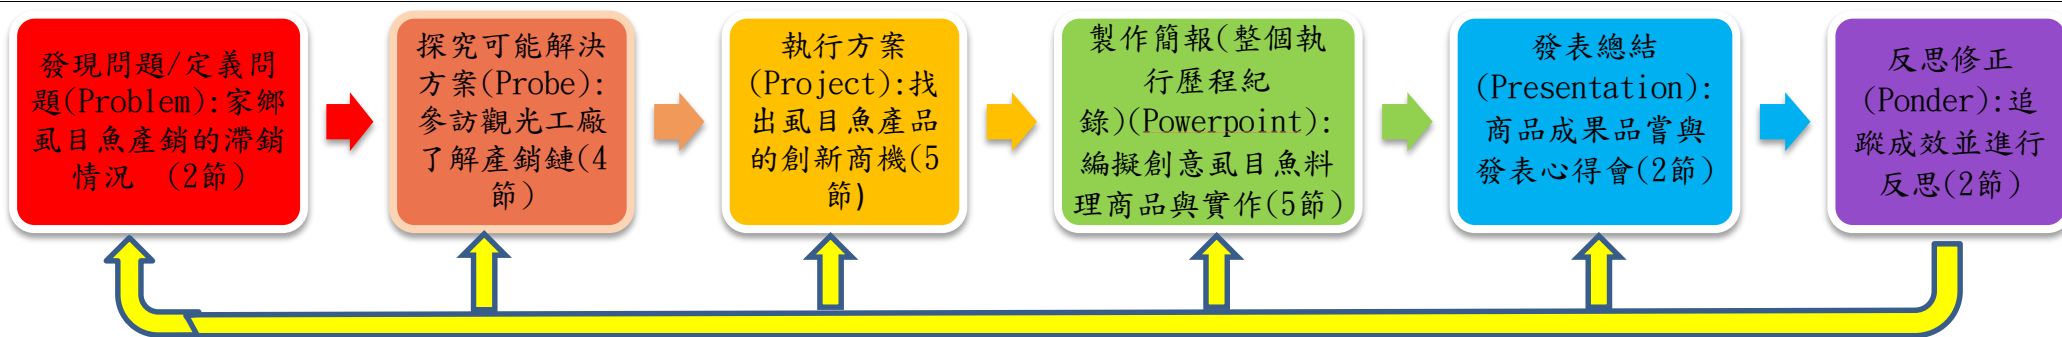 發現問題/定義問
題(Problem):家鄉
虱目魚產銷的滯銷
情況 (2節)
探究可能解決
方案(Probe):
參訪觀光工廠
了解產銷鏈(4
節)
執行方案
(Project):找
出虱目魚產品
的創新商機(5
節)
製作簡報(整個執
行歷程紀
錄)(Powerpoint):
編擬創意虱目魚料
理商品與實作(5節)
發表總結
(Presentation):
商品成果品嘗與
發表心得會(2節)
反思修正
(Ponder):追
蹤成效並進行
反思(2節)